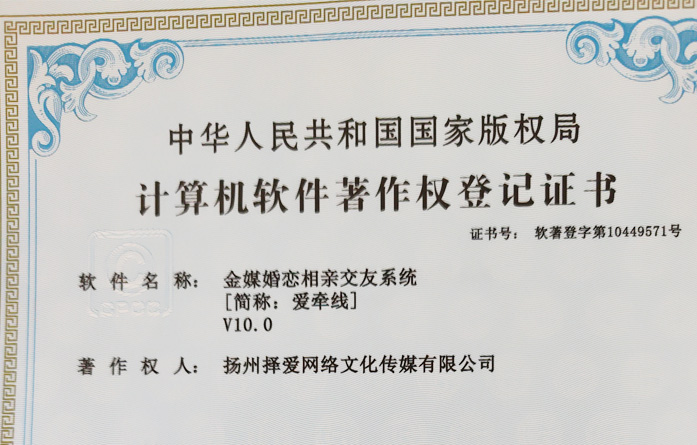 中华人民共和国国家版权局
计算机软件著作权登记证书
证书号: 软著登字第10449571号
软件名称: 金媒婚恋相亲交友系统
[简称: 爱牵线]
V10.0
著作权人: 扬州择爱网络文化传媒有限公司